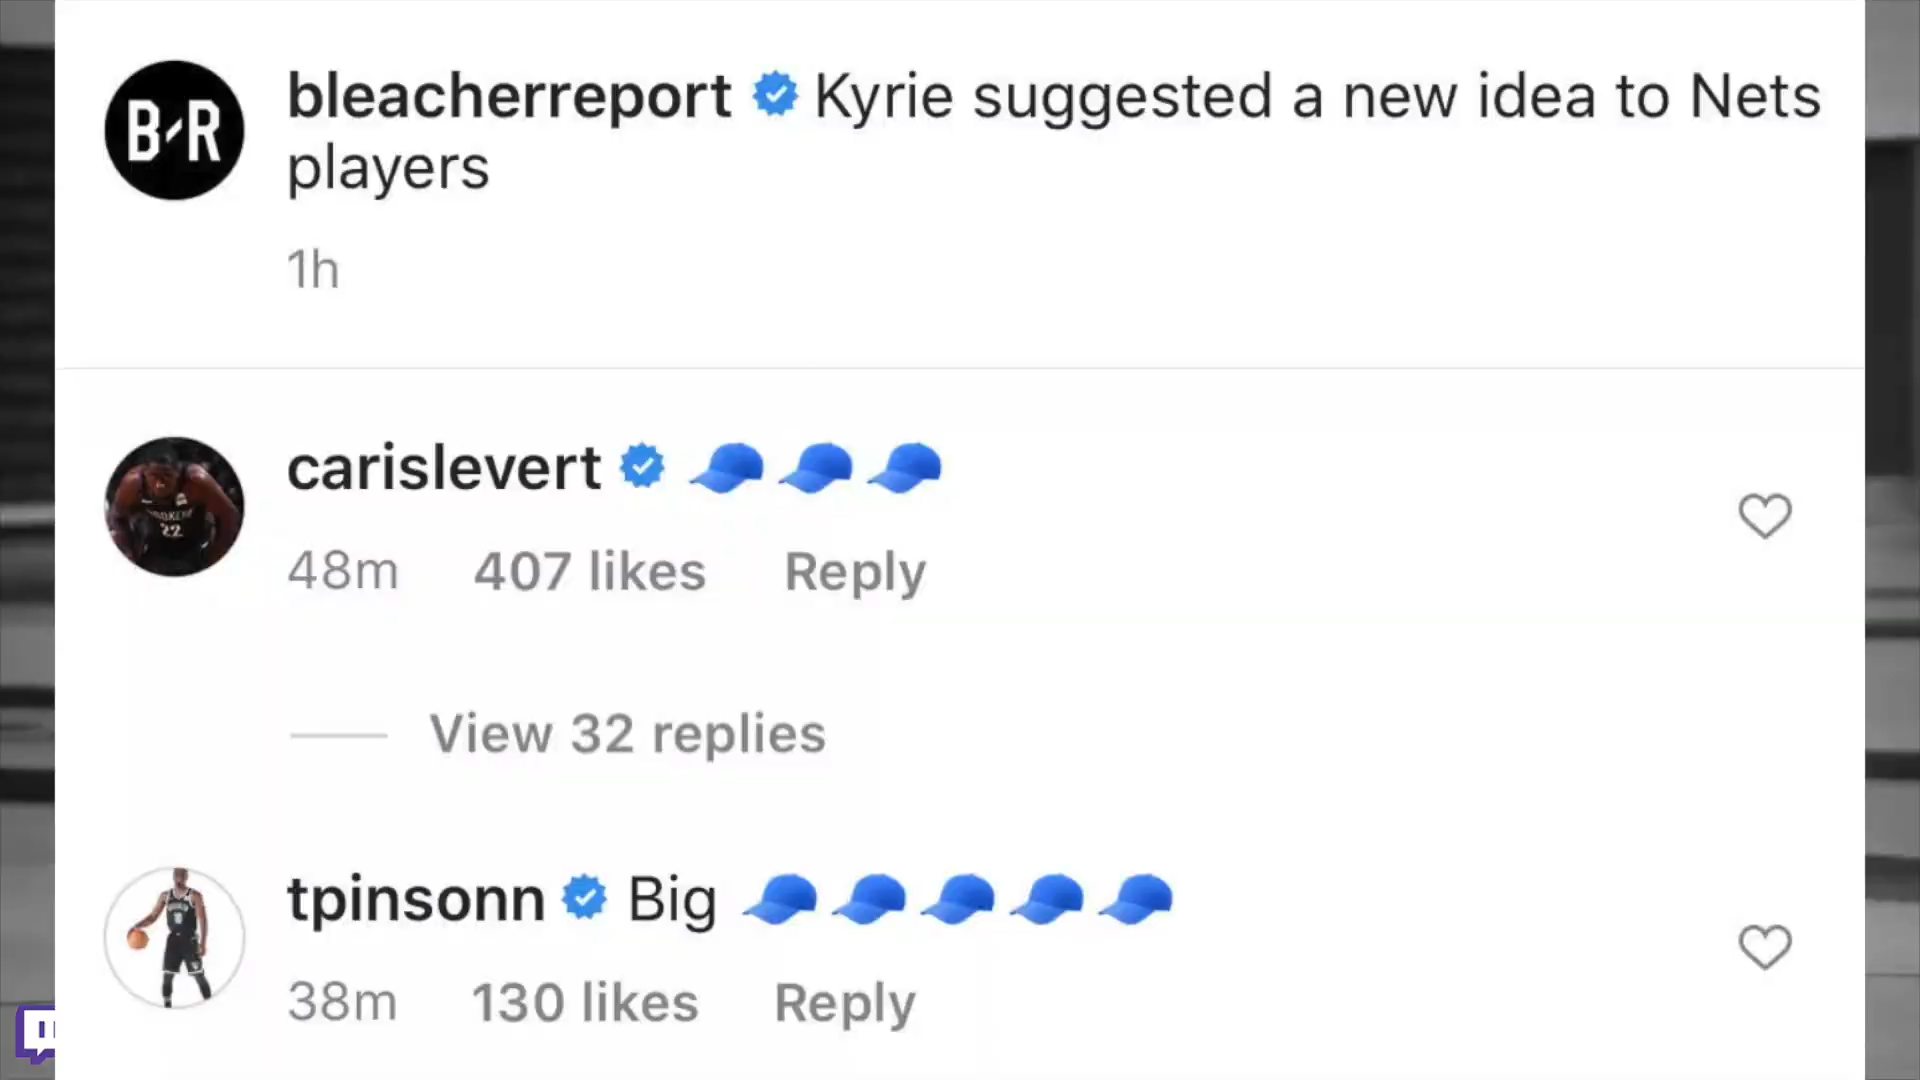 B/R
bleacherreport Kyrie suggested a new idea to Nets
players
1h
carislevert 🧢🧢🧢
48m 407 likes Reply
View 32 replies
tpinsonn Big 🧢🧢🧢🧢🧢
38m 130 likes Reply
22